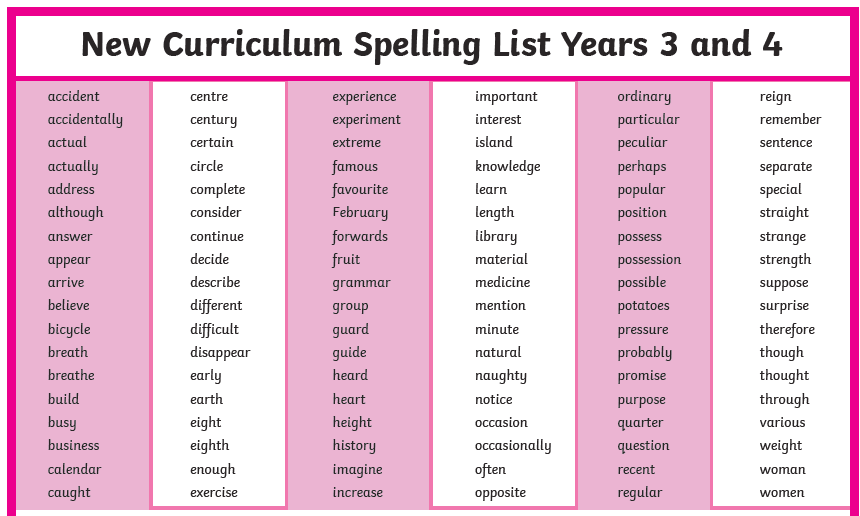 New Curriculum Spelling List Years 3 and 4
accident
accidentally
actual
actually
address
although
answer
appear
arrive
believe
bicycle
breath
breathe
build
busy
business
calendar
caught
centre
century
certain
circle
complete
consider
continue
decide
describe
different
difficult
disappear
early
earth
eight
eighth
enough
exercise
experience
experiment
extreme
famous
favourite
February
forwards
fruit
grammar
group
guard
guide
heard
heart
height
history
imagine
increase
important
interest
island
knowledge
learn
length
library
material
medicine
mention
minute
natural
naughty
notice
occasion
occasionally
often
opposite
ordinary
particular
peculiar
perhaps
popular
position
possess
possession
possible
potatoes
pressure
probably
promise
purpose
quarter
question
recent
regular
reign
remember
sentence
separate
special
straight
strange
strength
suppose
surprise
therefore
though
thought
through
various
weight
woman
women